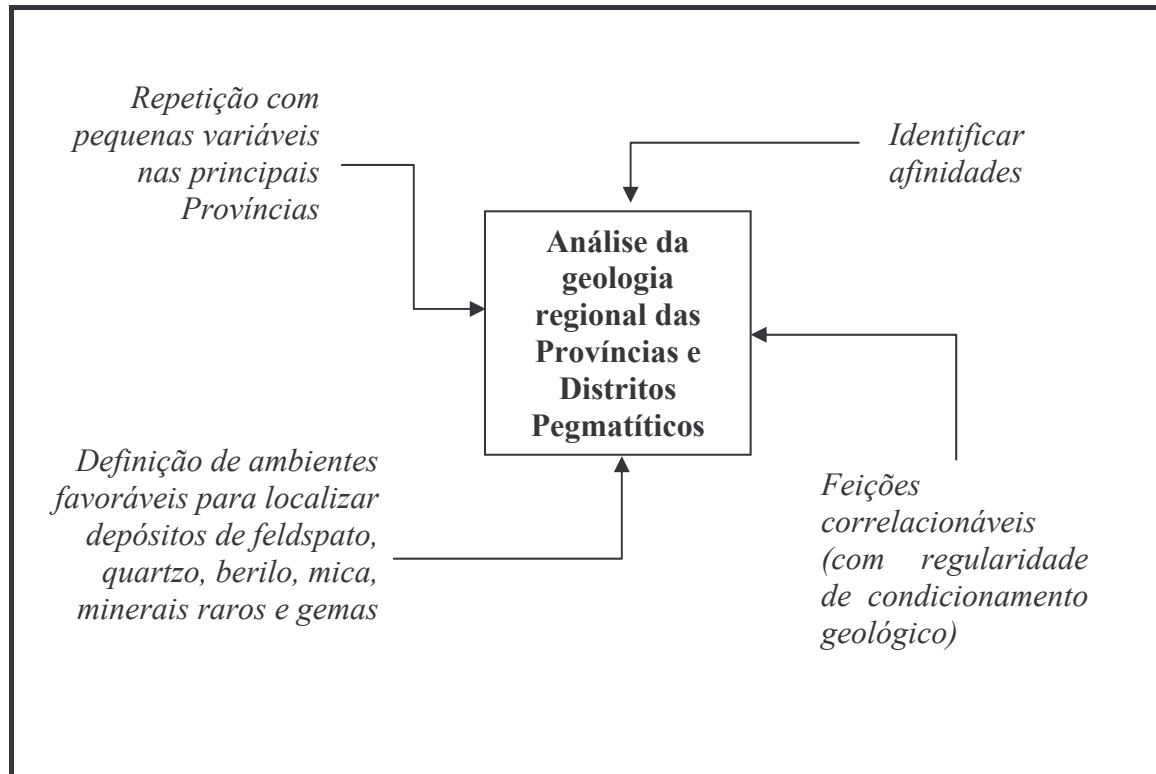 Repetição com
pequenas variáveis
nas principais
Províncias
Identificar
afinidades
Análise da
geologia
regional das
Províncias e
Distritos
Pegmatíticos
Definição de ambientes
favoráveis para localizar
depósitos de feldspato,
quartzo, berilo, mica,
minerais raros e gemas
Feições
correlacionáveis
(com regularidade
de condicionamento
geológico)